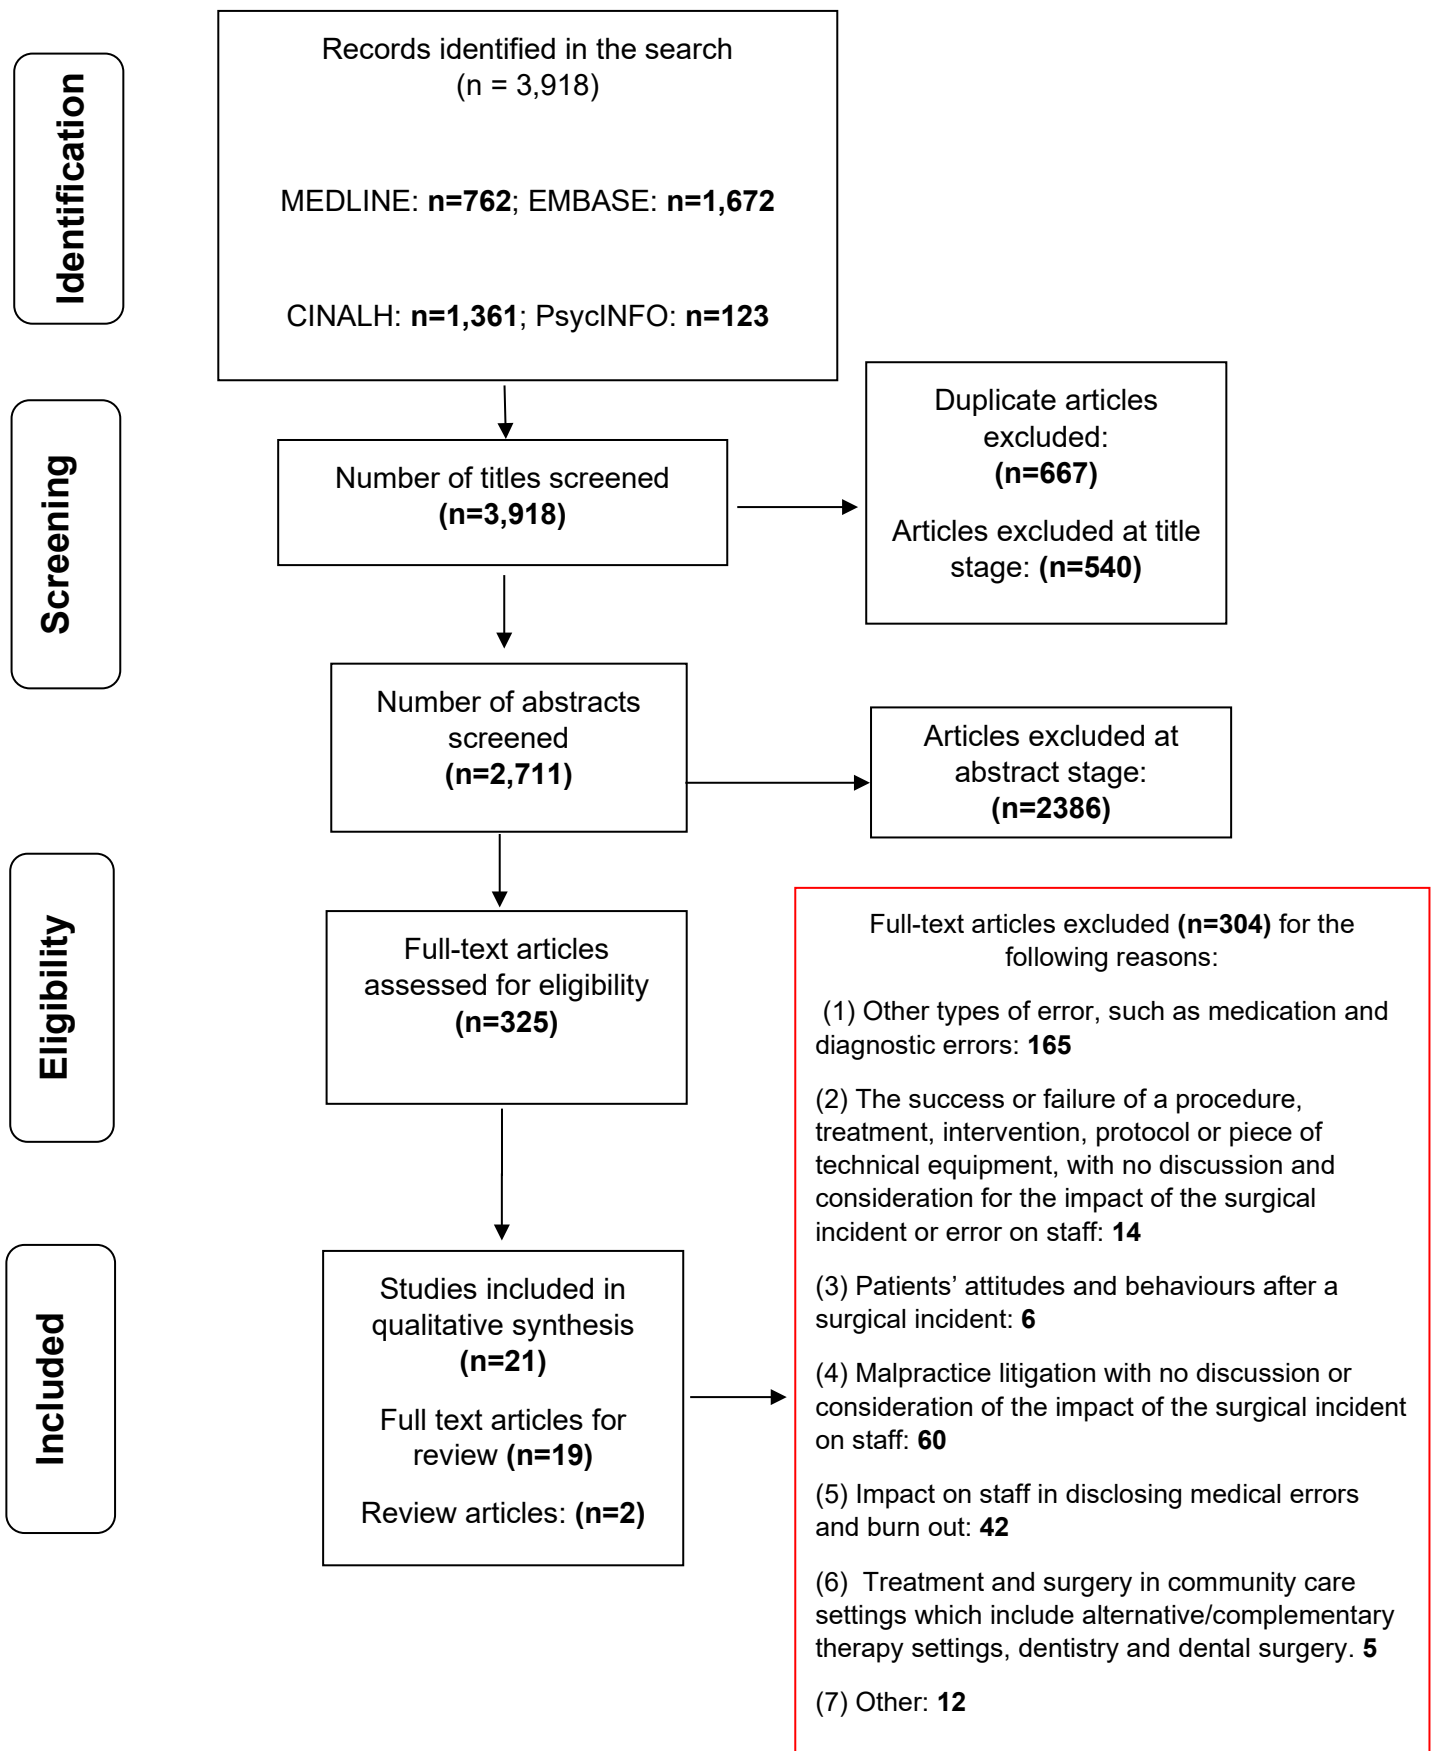 Identification
Records identified in the search
(n = 3,918)
MEDLINE: n=762; EMBASE: n=1,672
CINALH: n=1,361; PsycINFO: n=123
Screening
Number of titles screened
(n=3,918)
Duplicate articles
excluded:
(n=667)
Articles excluded at title
stage: (n=540)
Number of abstracts
screened
(n=2,711)
Articles excluded at
abstract stage:
(n=2386)
Eligibility
Full-text articles
assessed for eligibility
(n=325)
Full-text articles excluded (n=304) for the
following reasons:
(1) Other types of error, such as medication and
diagnostic errors: 165
(2) The success or failure of a procedure,
treatment, intervention, protocol or piece of
technical equipment, with no discussion and
consideration for the impact of the surgical
incident or error on staff: 14
(3) Patients’ attitudes and behaviours after a
surgical incident: 6
(4) Malpractice litigation with no discussion or
consideration of the impact of the surgical incident
on staff: 60
(5) Impact on staff in disclosing medical errors
and burn out: 42
(6) Treatment and surgery in community care
settings which include alternative/complementary
therapy settings, dentistry and dental surgery. 5
(7) Other: 12
Included
Studies included in
qualitative synthesis
(n=21)
Full text articles for
review (n=19)
Review articles: (n=2)